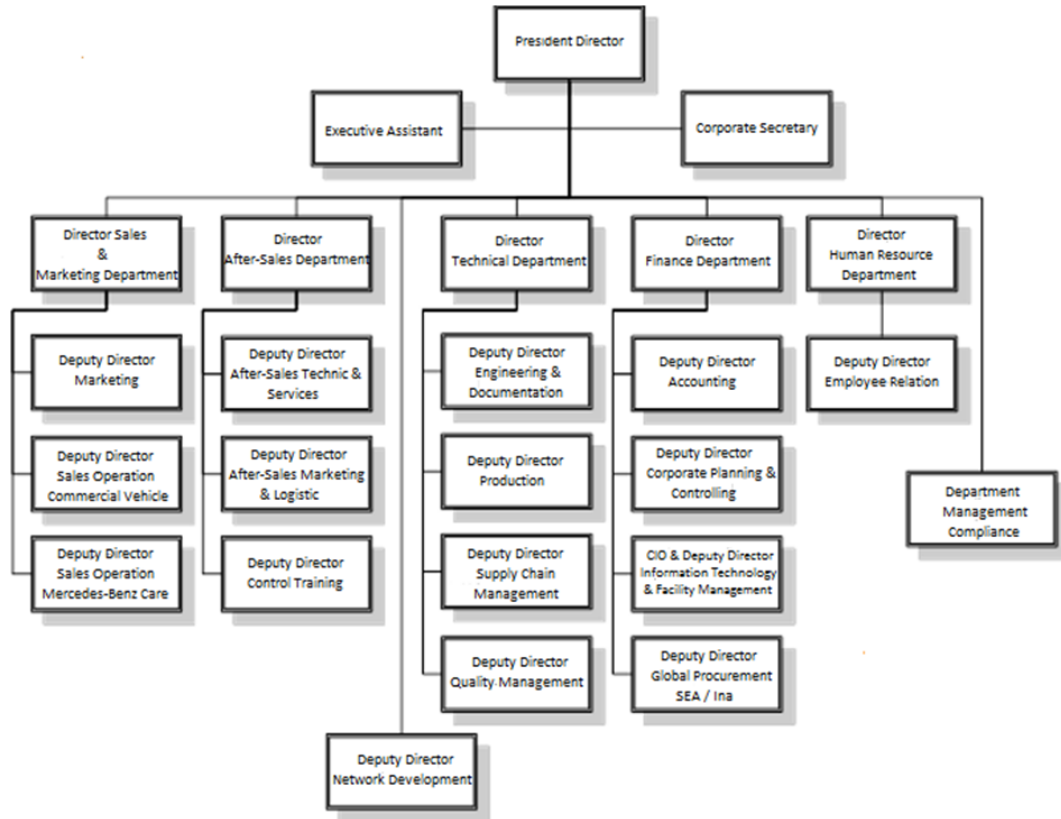 President Director
Executive Assistant
Corporate Secretary
Director Sales
&
Marketing Department
Director
After-Sales Department
Director
Technical Department
Director
Finance Department
Director
Human Resource
Department
Deputy Director
Marketing
Deputy Director
After-Sales Technic &
Services
Deputy Director
Engineering &
Documentation
Deputy Director
Accounting
Deputy Director
Employee Relation
Deputy Director
Sales Operation
Commercial Vehicle
Deputy Director
After-Sales Marketing
& Logistic
Deputy Director
Production
Deputy Director
Corporate Planning &
Controlling
Department
Management
Compliance
Deputy Director
Sales Operation
Mercedes-Benz Care
Deputy Director
Control Training
Deputy Director
Supply Chain
Management
CIO & Deputy Director
Information Technology
& Facility Management
Deputy Director
Quality Management
Deputy Director
Global Procurement
SEA / Ina
Deputy Director
Network Development